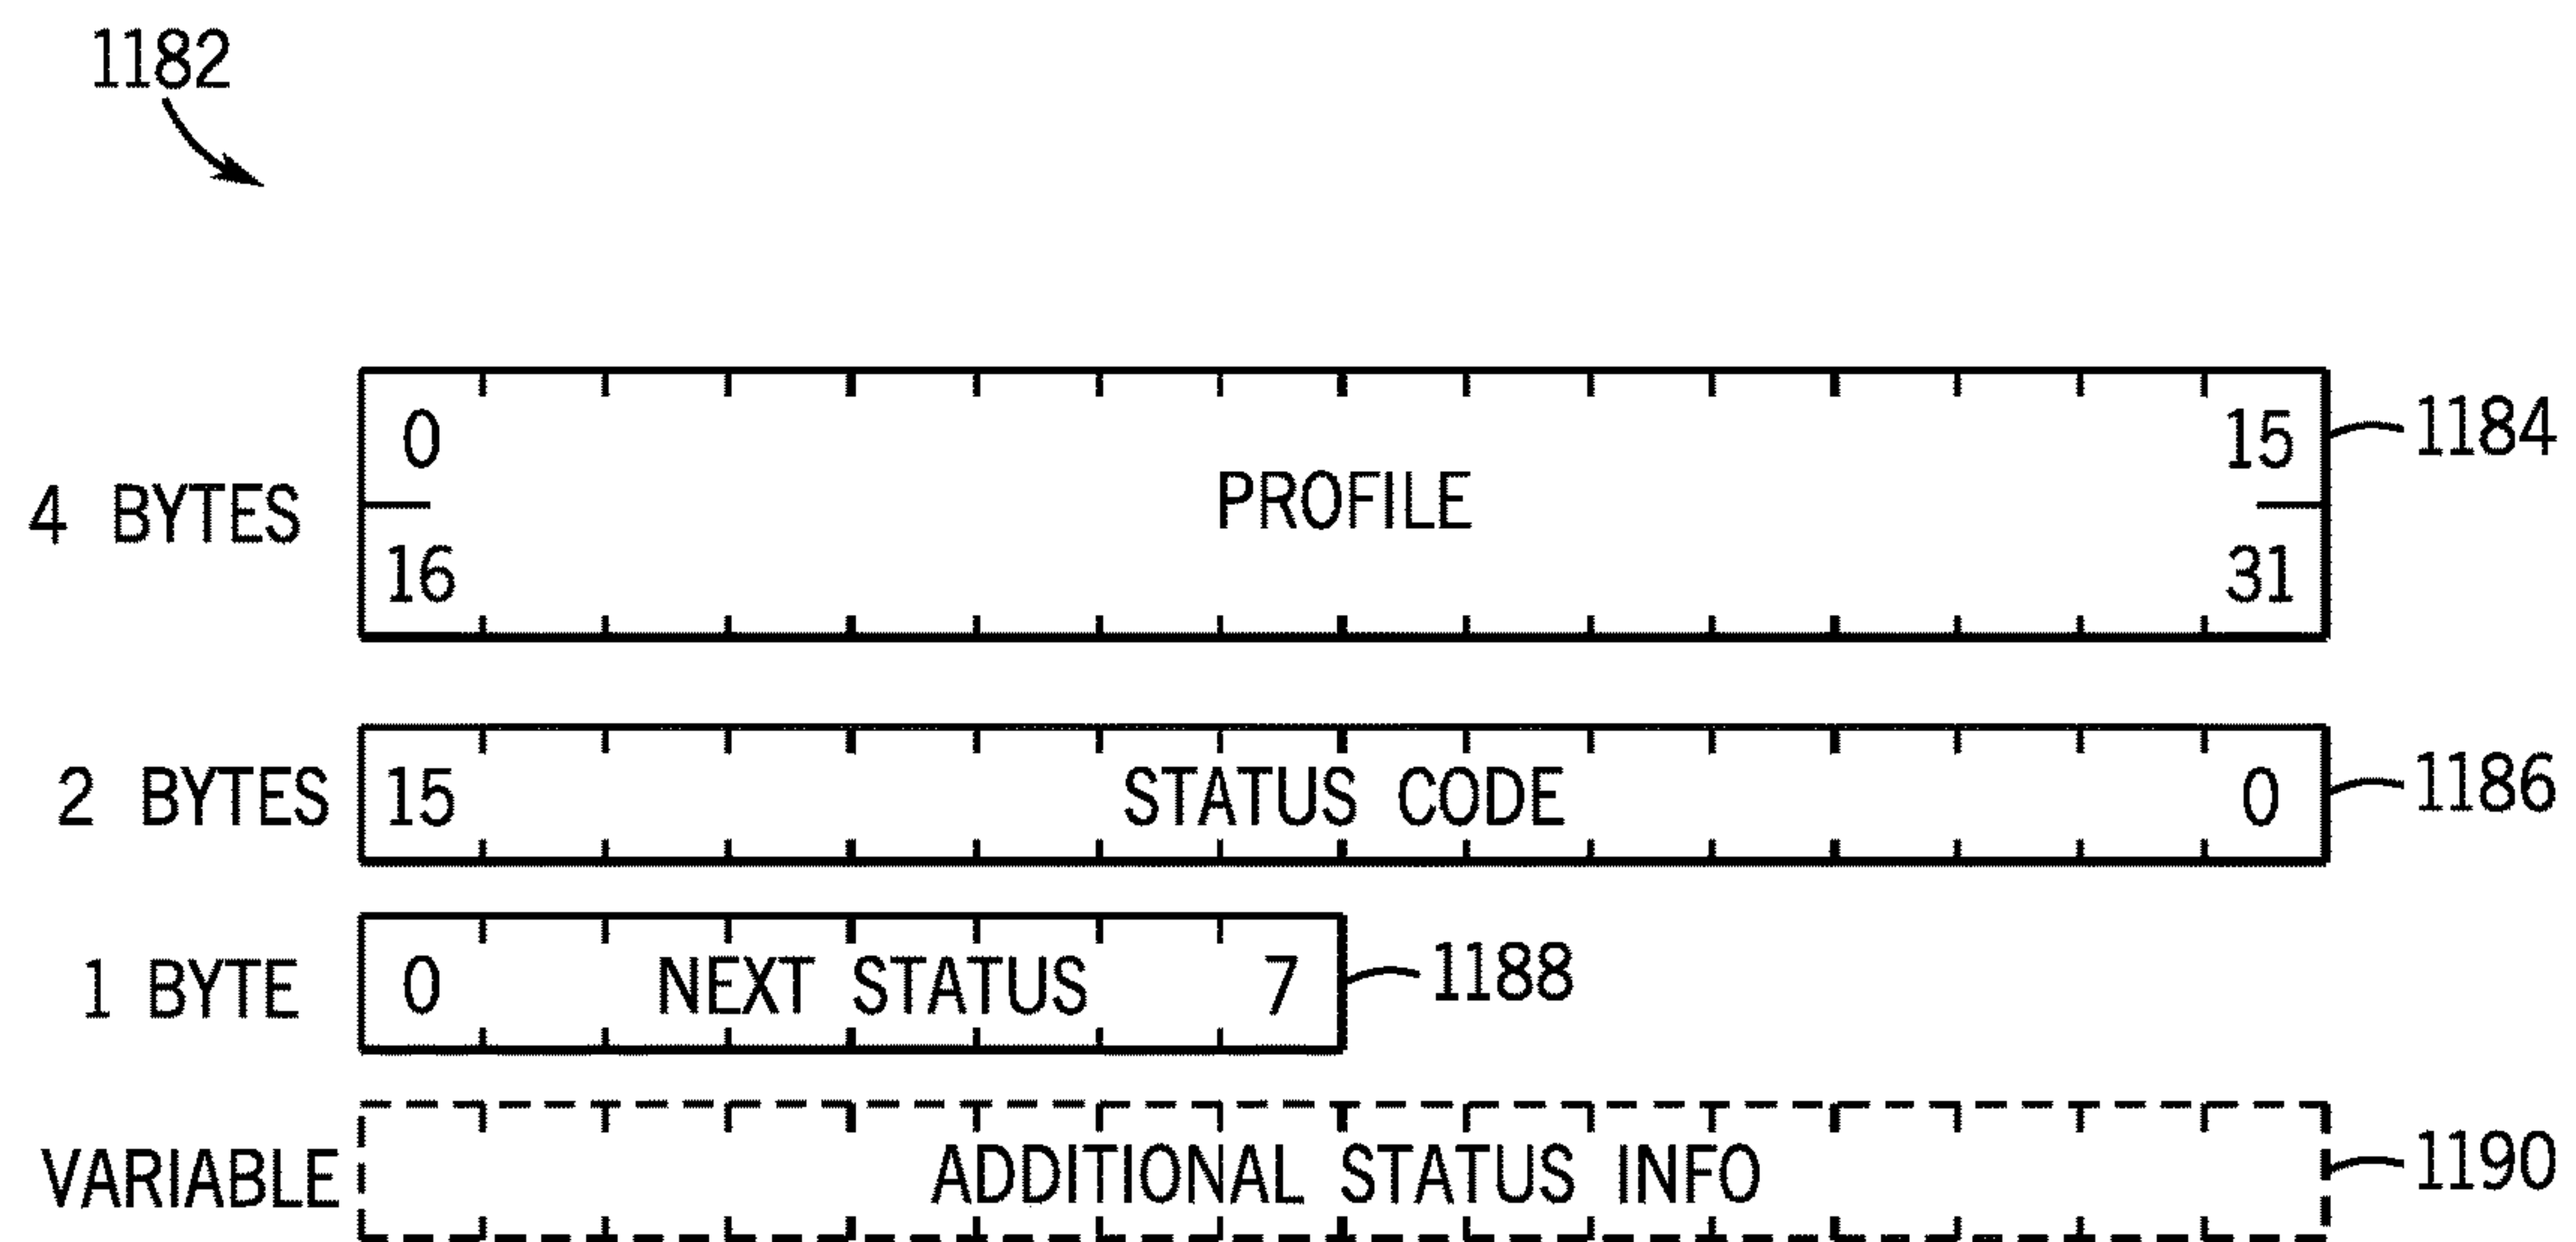 1182
0 15 1184
4 BYTES PROFILE
16 31
2 BYTES 15 STATUS CODE 0 1186
1 BYTE 0 NEXT STATUS 7 1188
VARIABLE ADDITIONAL STATUS INFO 1190